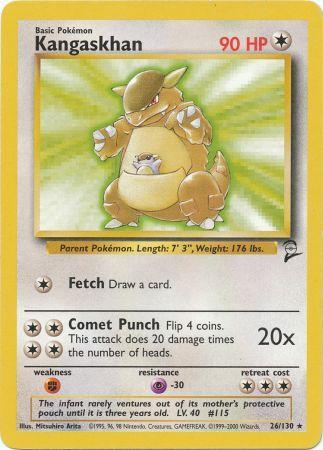 Basic Pokémon
Kangaskhan 90 HP
Parent Pokémon. Length: 7' 3", Weight: 176 lbs.
Fetch Draw a card.
Comet Punch Flip 4 coins.
This attack does 20 damage times 20x
the number of heads.
weakness resistance retreat cost
-30
The infant rarely ventures out of its mother's protective
pouch until it is three years old. LV. 40 #115
Illus. Mitsuhiro Arita ©1995, 96, 98 Nintendo, Creatures, GAMEFREAK. ©1999-2000 Wizards. 26/130 ★